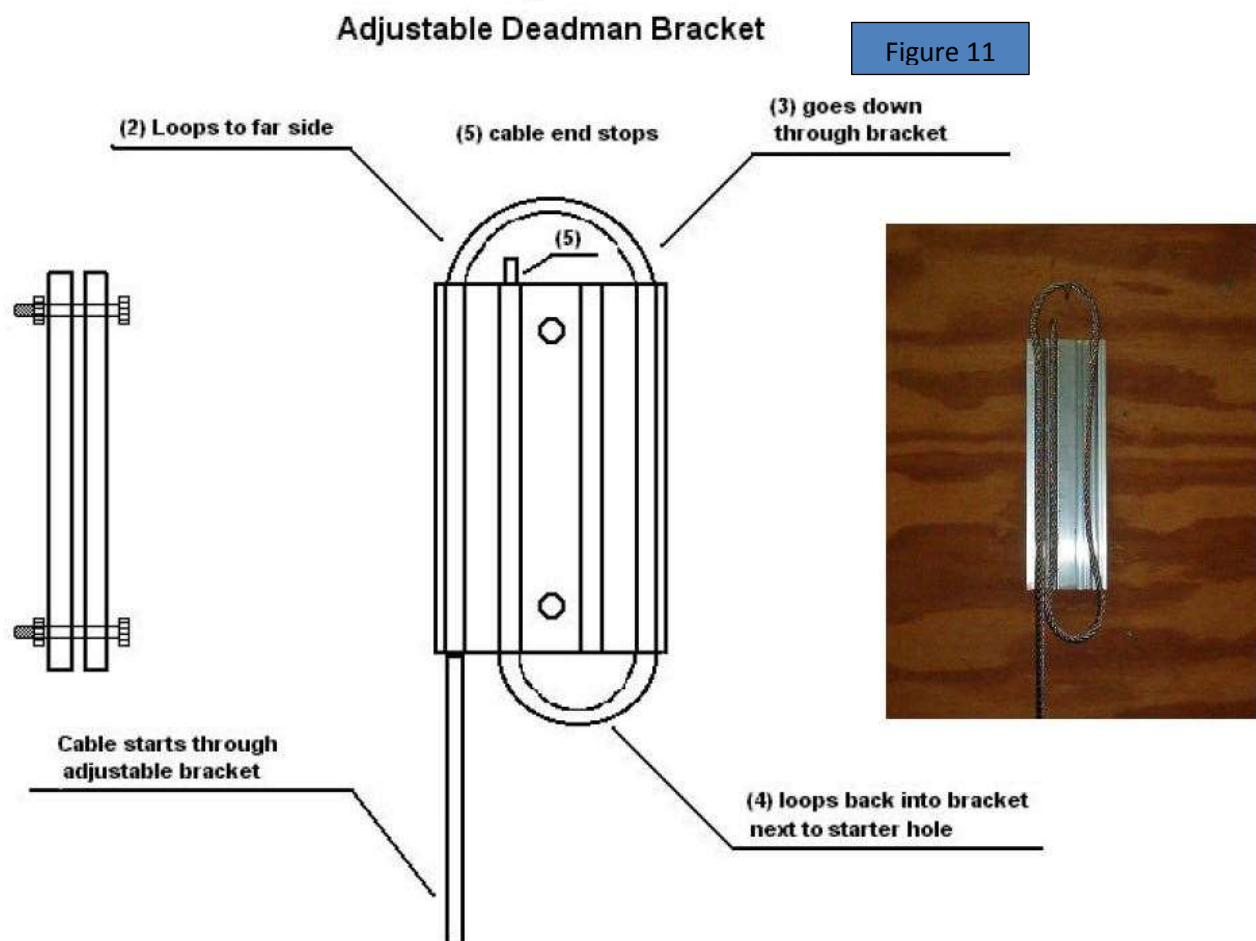 Adjustable Deadman Bracket
Figure 11
(2) Loops to far side
(5) cable end stops
(3) goes down
through bracket
(5)
Cable starts through
adjustable bracket
(4) loops back into bracket
next to starter hole